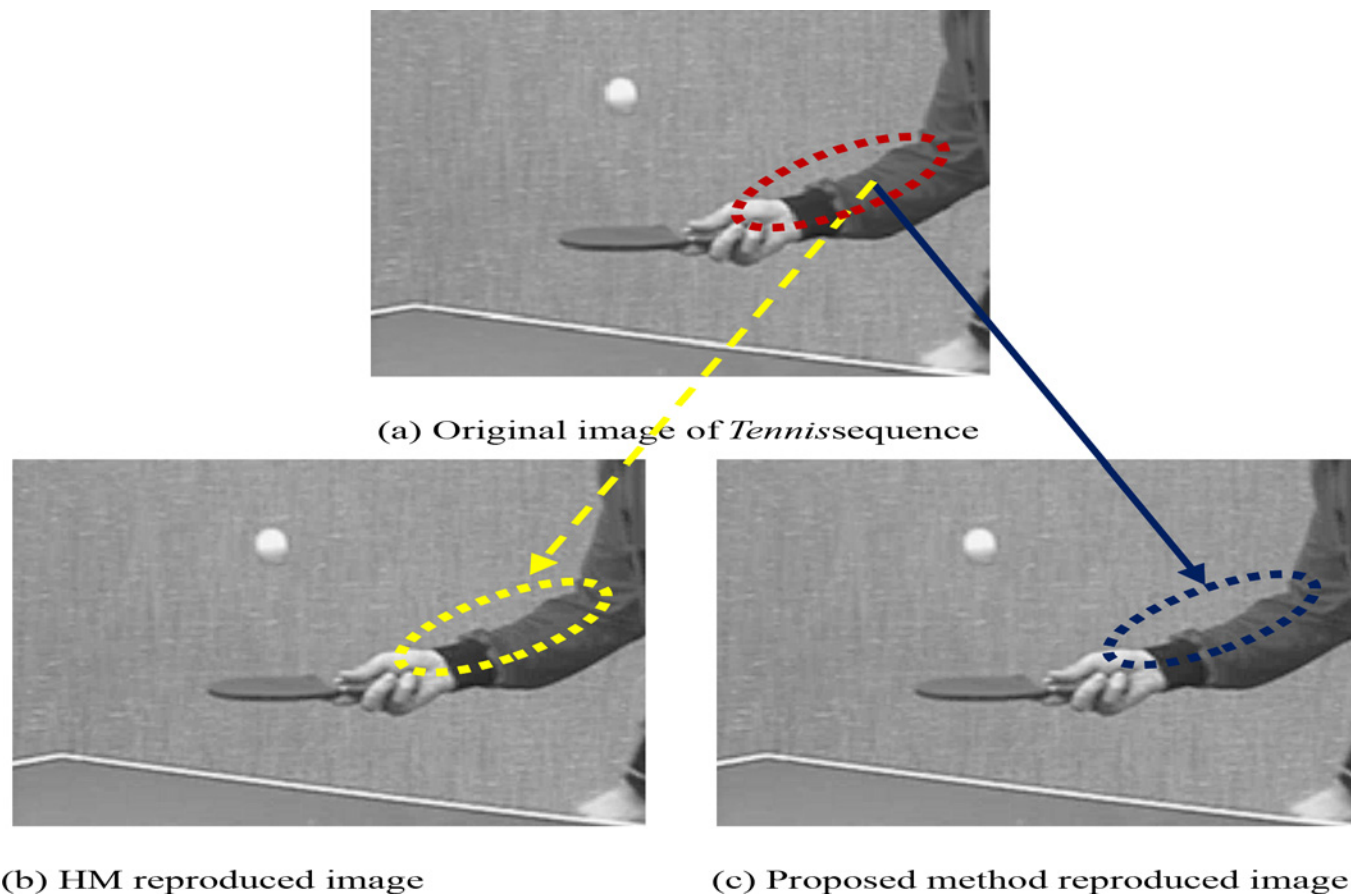 (a) Original image of Tennissequence
(b) HM reproduced image
(c) Proposed method reproduced image